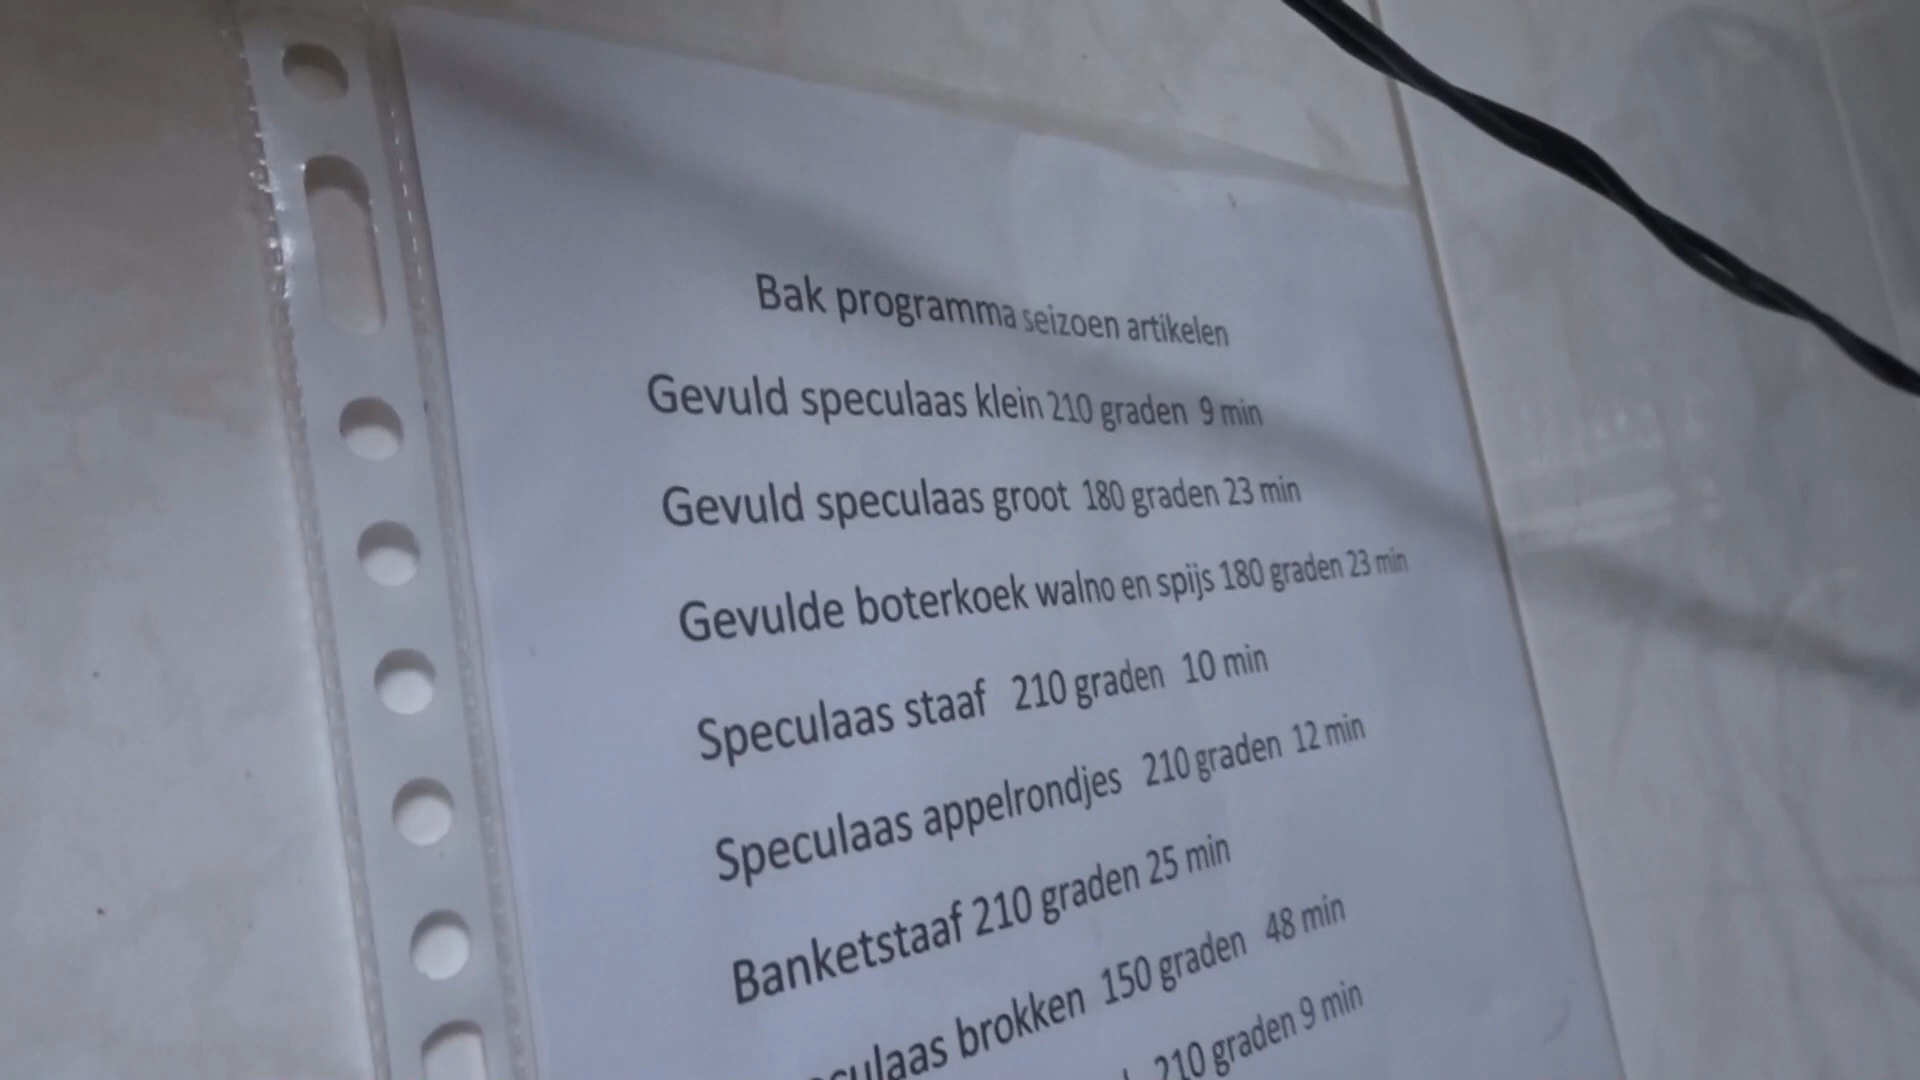 Bak programma seizoen artikelen
Gevuld speculaas klein 210 graden 9 min
Gevuld speculaas groot 180 graden 23 min
Gevulde boterkoek walno en spijs 180 graden 23 min
Speculaas staaf 210 graden 10 min
Speculaas appelrondjes 210 graden 12 min
Banketstaaf 210 graden 25 min
brokken 150 graden 48 min
210 graden 9 min